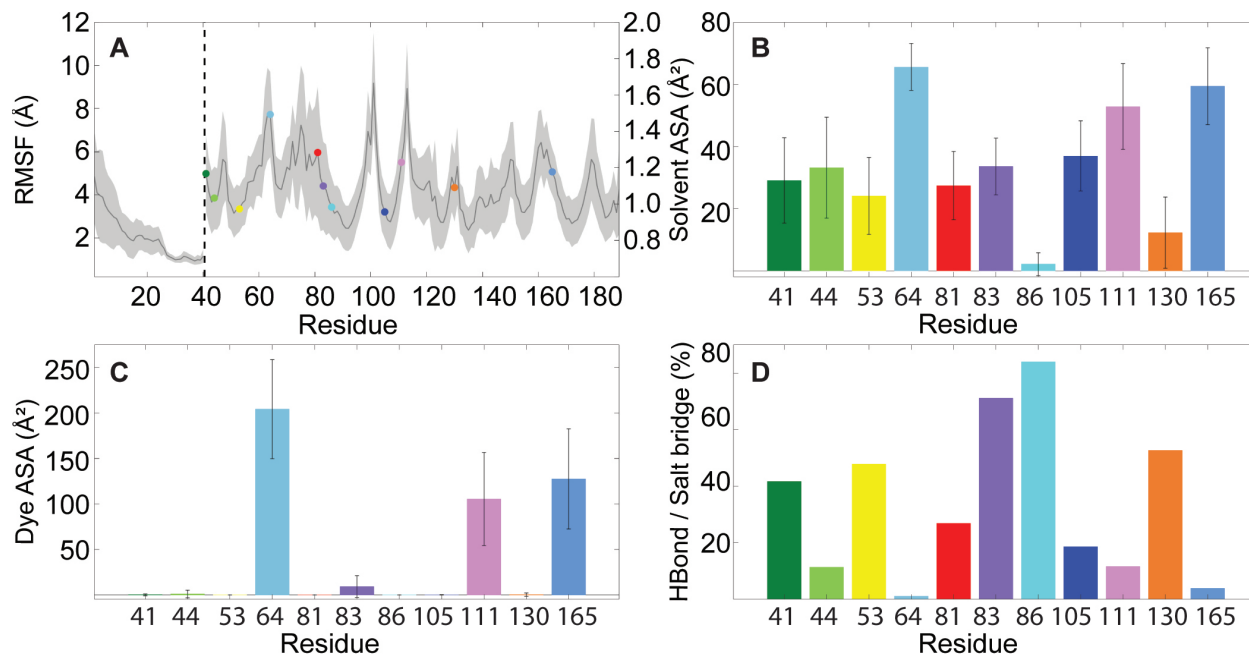 A
RMSF (Å)
12
10
8
6
4
2
2.0
1.8
1.6
1.4
1.2
1.0
0.8
20 40 60 80 100 120 140 160 180
Residue
B
Solvent ASA (Å²)
80
60
40
20
41 44 53 64 81 83 86 105 111 130 165
Residue
C
Dye ASA (Å²)
250
200
150
100
50
41 44 53 64 81 83 86 105 111 130 165
Residue
D
HBond / Salt bridge (%)
80
60
40
20
41 44 53 64 81 83 86 105 111 130 165
Residue